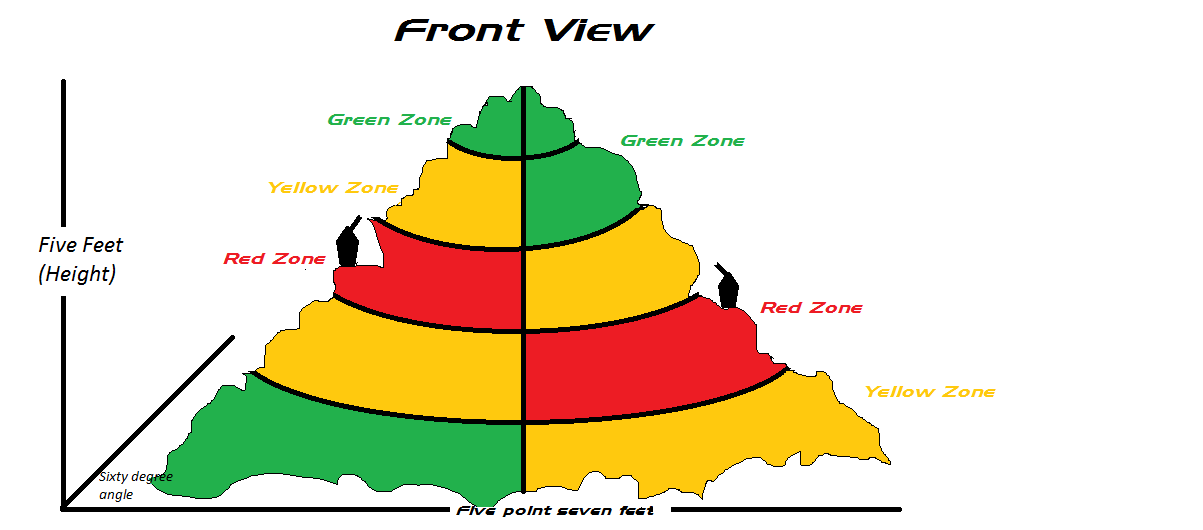 Front View
Green Zone
Green Zone
Yellow Zone
Five Feet
(Height)
Red Zone
Red Zone
Yellow Zone
Sixty degree
angle
Five point seven feet